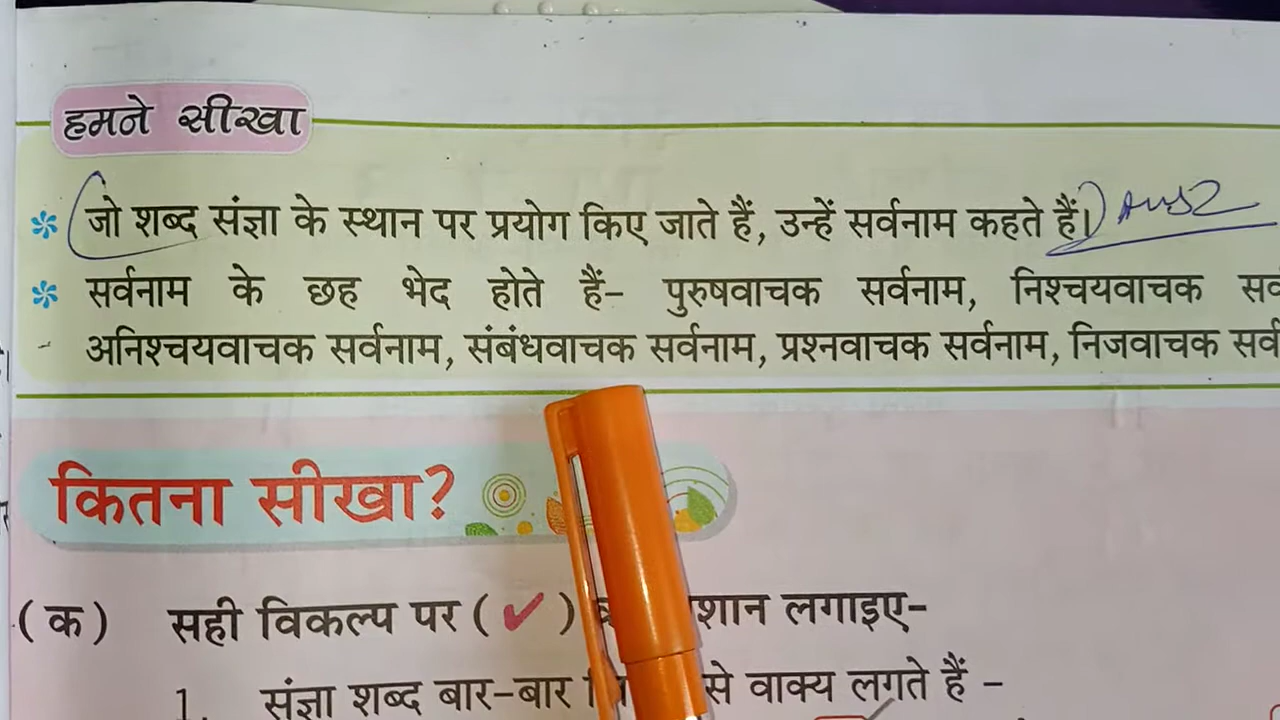 हमने सीखा
जो शब्द संज्ञा के स्थान पर प्रयोग किए जाते हैं, उन्हें सर्वनाम कहते हैं। Ans2
सर्वनाम के छह भेद होते हैं– पुरुषवाचक सर्वनाम, निश्चयवाचक
अनिश्चयवाचक सर्वनाम, संबंधवाचक सर्वनाम, प्रश्नवाचक सर्वनाम, निजवाचक
कितना सीखा?
(क) सही विकल्प पर (✓) लगाइए–
1. संज्ञा शब्द बार–बार से वाक्य लगते हैं –